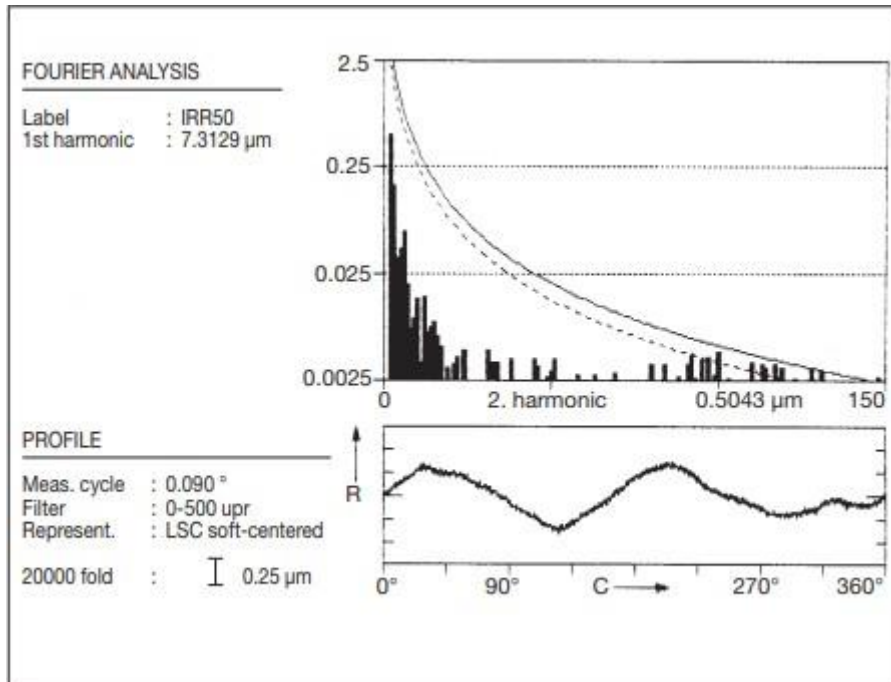 FOURIER ANALYSIS
Label : IRR50
1st harmonic : 7.3129 µm
2.5
0.25
0.025
0.0025
0 2. harmonic 0.5043 µm 150
PROFILE
Meas. cycle : 0.090 °
Filter : 0-500 upr
Represent. : LSC soft-centered
20000 fold : 0.25 µm
R
0° 90° C 270° 360°